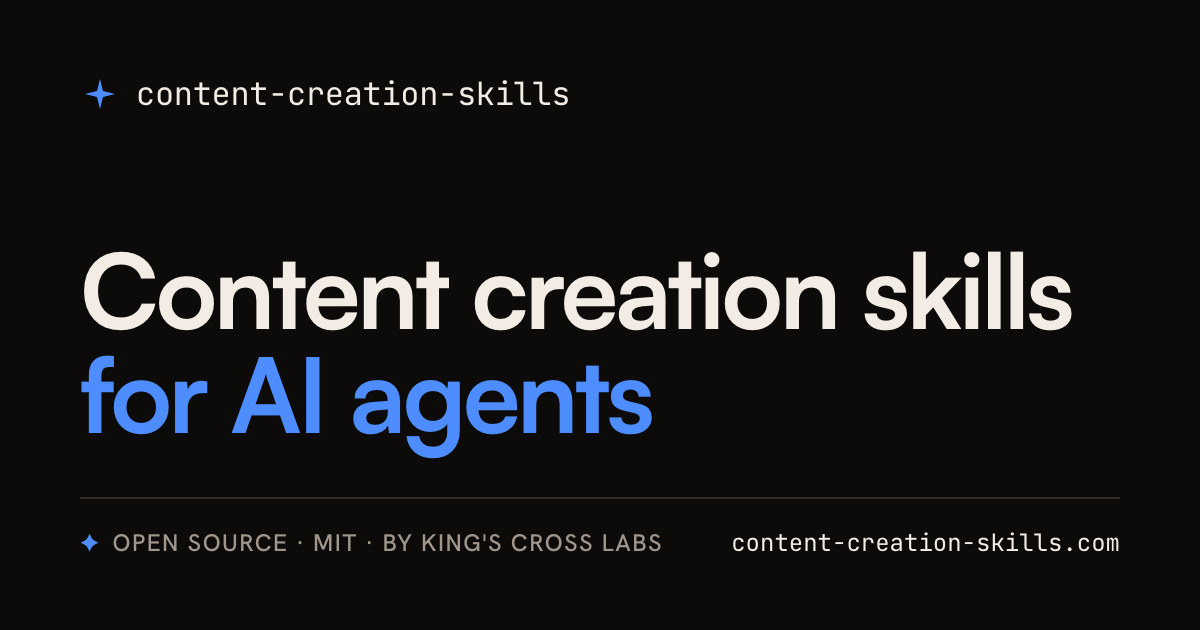 content-creation-skills
Content creation skills
for AI agents
OPEN SOURCE · MIT · BY KING'S CROSS LABS
content-creation-skills.com